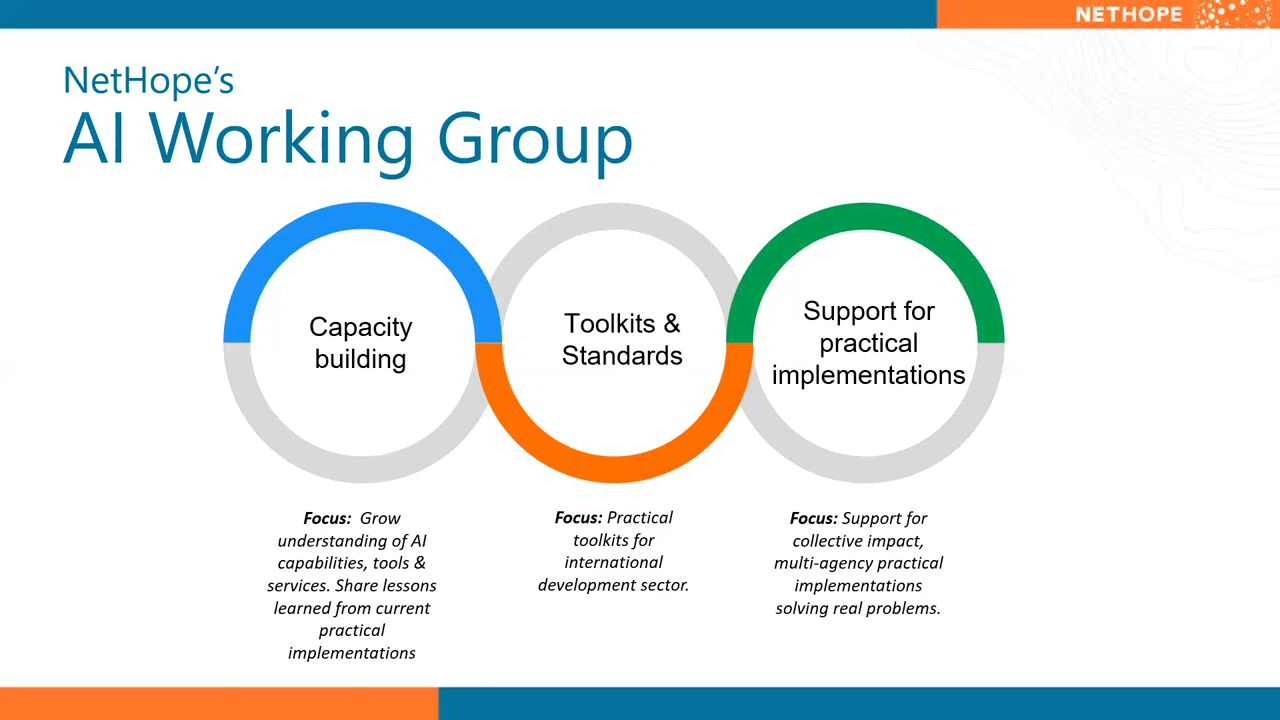 NETHOPE
NetHope's
AI Working Group
Capacity
building
Toolkits &
Standards
Support for
practical
implementations
Focus:  Grow
understanding of AI
capabilities, tools &
services. Share lessons
learned from current
practical
implementations
Focus: Practical
toolkits for
international
development sector.
Focus: Support for
collective impact,
multi-agency practical
implementations
solving real problems.